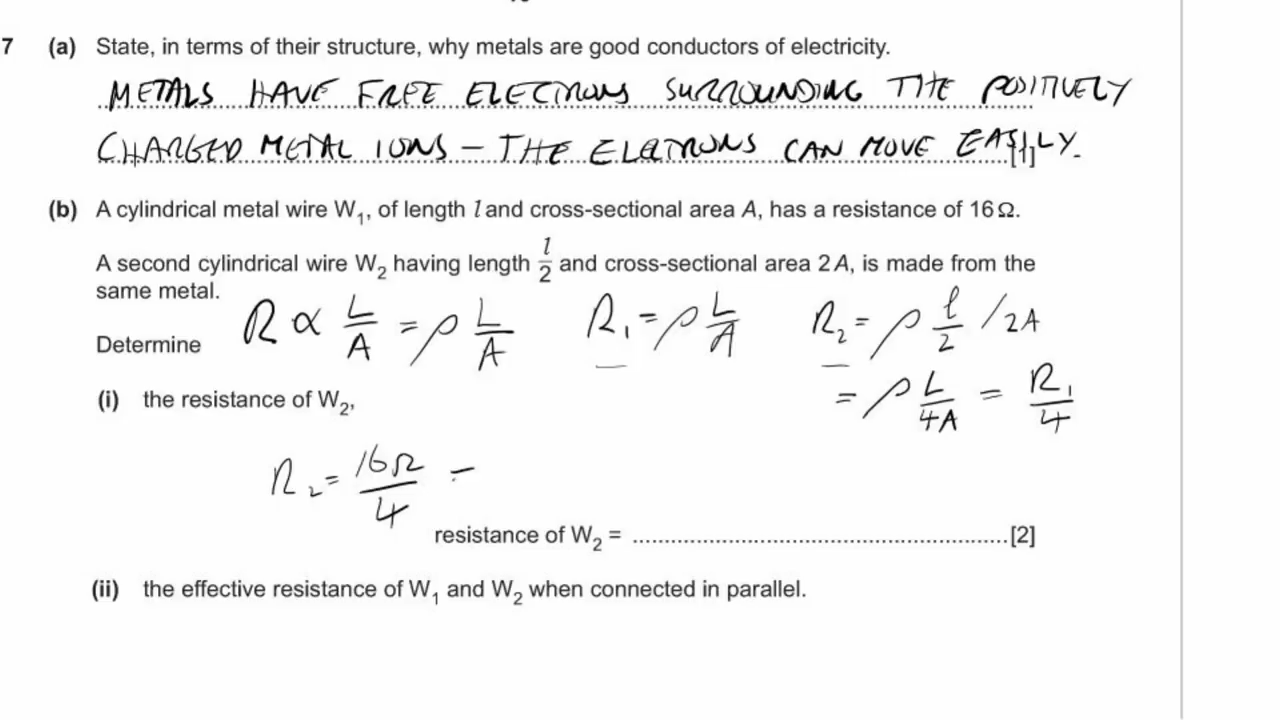 7 (a) State, in terms of their structure, why metals are good conductors of electricity.
METALS HAVE FREE ELECTRONS SURROUNDING THE POSITIVELY
CHARGED METAL IONS – THE ELETRONS CAN MOVE EASILY. [1]
(b) A cylindrical metal wire W₁, of length l and cross-sectional area A, has a resistance of 16 Ω.
A second cylindrical wire W₂ having length l/2 and cross-sectional area 2A, is made from the
same metal.
R ∝ L/A = ρ L/A R₁ = ρ L/A R₂ = ρ l/2 / 2A
Determine
= ρ L/4A = R₁/4
(i) the resistance of W₂,
R₂ = 16Ω/4 =
resistance of W₂ = ............................................................[2]
(ii) the effective resistance of W₁ and W₂ when connected in parallel.